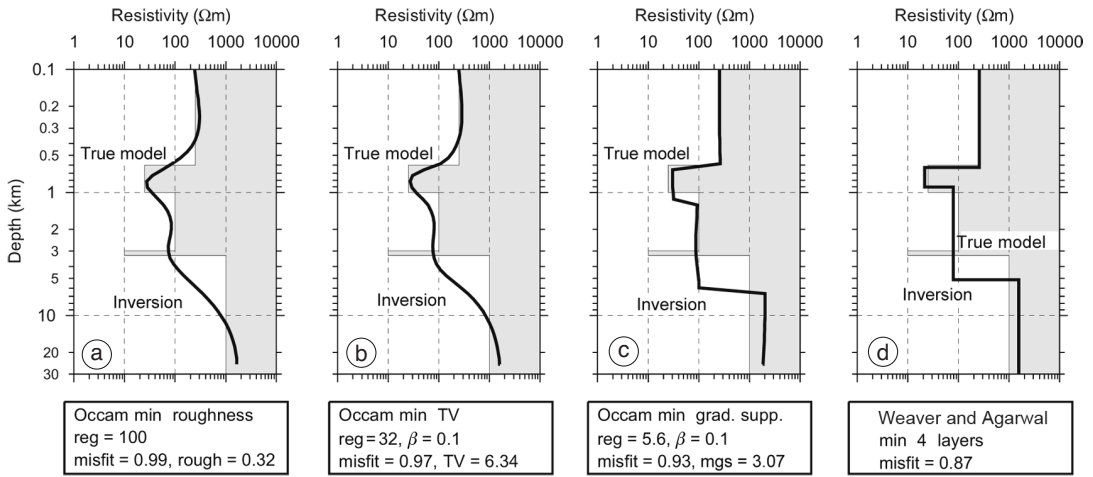 Resistivity (Ωm)
1 10 100 1000 10000
Resistivity (Ωm)
1 10 100 1000 10000
Resistivity (Ωm)
1 10 100 1000 10000
Resistivity (Ωm)
1 10 100 1000 10000
Depth (km)
0.1
0.2
0.3
0.5
1
2
3
5
10
20
30
True model
Inversion
a
True model
Inversion
b
True model
Inversion
c
True model
Inversion
d
Occam min roughness
reg = 100
misfit = 0.99, rough = 0.32
Occam min TV
reg = 32, β = 0.1
misfit = 0.97, TV = 6.34
Occam min grad. supp.
reg = 5.6, β = 0.1
misfit = 0.93, mgs = 3.07
Weaver and Agarwal
min 4 layers
misfit = 0.87